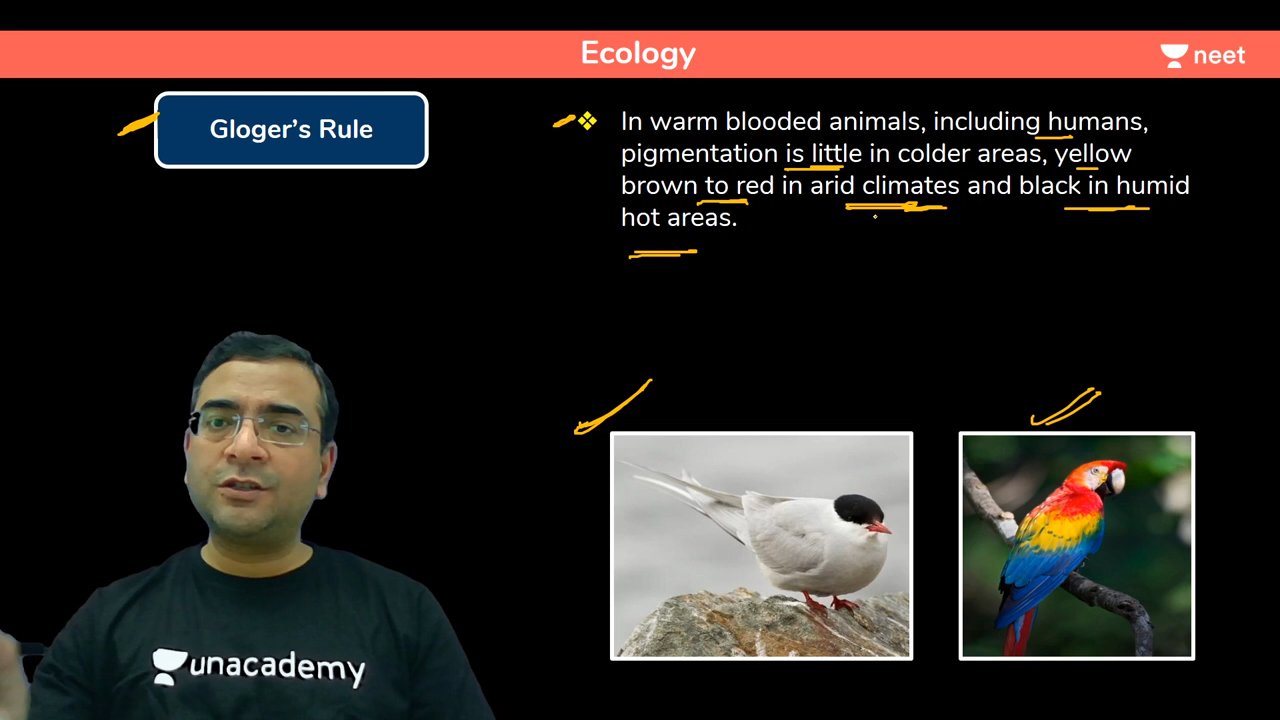 Ecology
neet
Gloger's Rule
In warm blooded animals, including humans,
pigmentation is little in colder areas, yellow
brown to red in arid climates and black in humid
hot areas.
unacademy